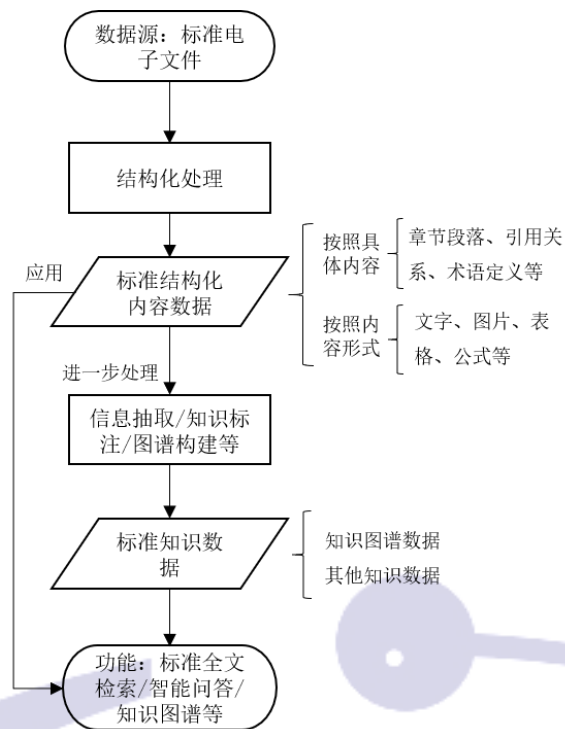 数据源：标准电
子文件
结构化处理
应用
标准结构化
内容数据
按照具
体内容
章节段落、引用关
系、术语定义等
按照内
容形式
文字、图片、表
格、公式等
进一步处理
信息抽取/知识标
注/图谱构建等
标准知识数
据
知识图谱数据
其他知识数据
功能：标准全文
检索/智能问答/
知识图谱等